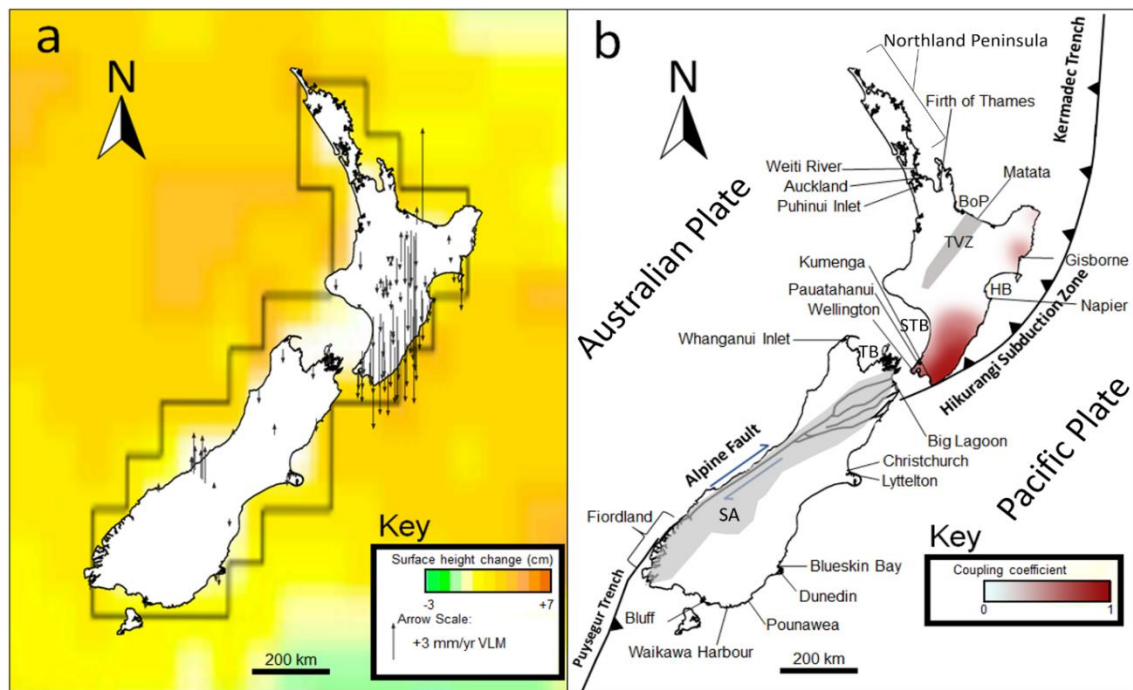 a
N
Key
Surface height change (cm)
-3
+7
Arrow Scale:
+3 mm/yr VLM
200 km
b
N
Northland Peninsula
Kermadec Trench
Firth of Thames
Weiti River
Auckland
Puhinui Inlet
Matata
BoP
TVZ
Australian Plate
Kumenga
Pauatahanui
Wellington
Gisborne
HB
Napier
STB
Whanganui Inlet
TB
Hikurangi Subduction Zone
Big Lagoon
Pacific Plate
Alpine Fault
Christchurch
Lyttelton
SA
Fiordland
Key
Coupling coefficient
0
1
Blueskin Bay
Dunedin
Puysegur Trench
Bluff
Pounawea
Waikawa Harbour
200 km